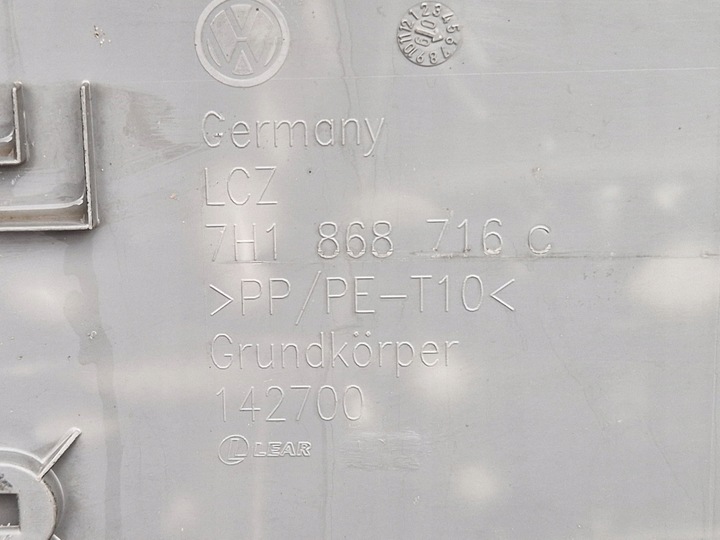 Germany
LCZ
7H1 868 716 C
>PP/PE-T10<
Grundkörper
142700
LEAR